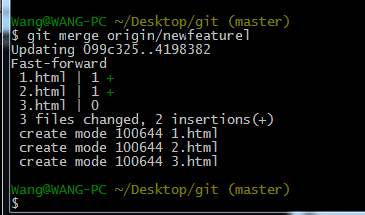 Wang@WANG-PC ~/Desktop/git (master)
$ git merge origin/newfeature1
Updating 099c325..4198382
Fast-forward
1.html | 1 +
2.html | 1 +
3.html | 0
3 files changed, 2 insertions(+)
create mode 100644 1.html
create mode 100644 2.html
create mode 100644 3.html
Wang@WANG-PC ~/Desktop/git (master)
$